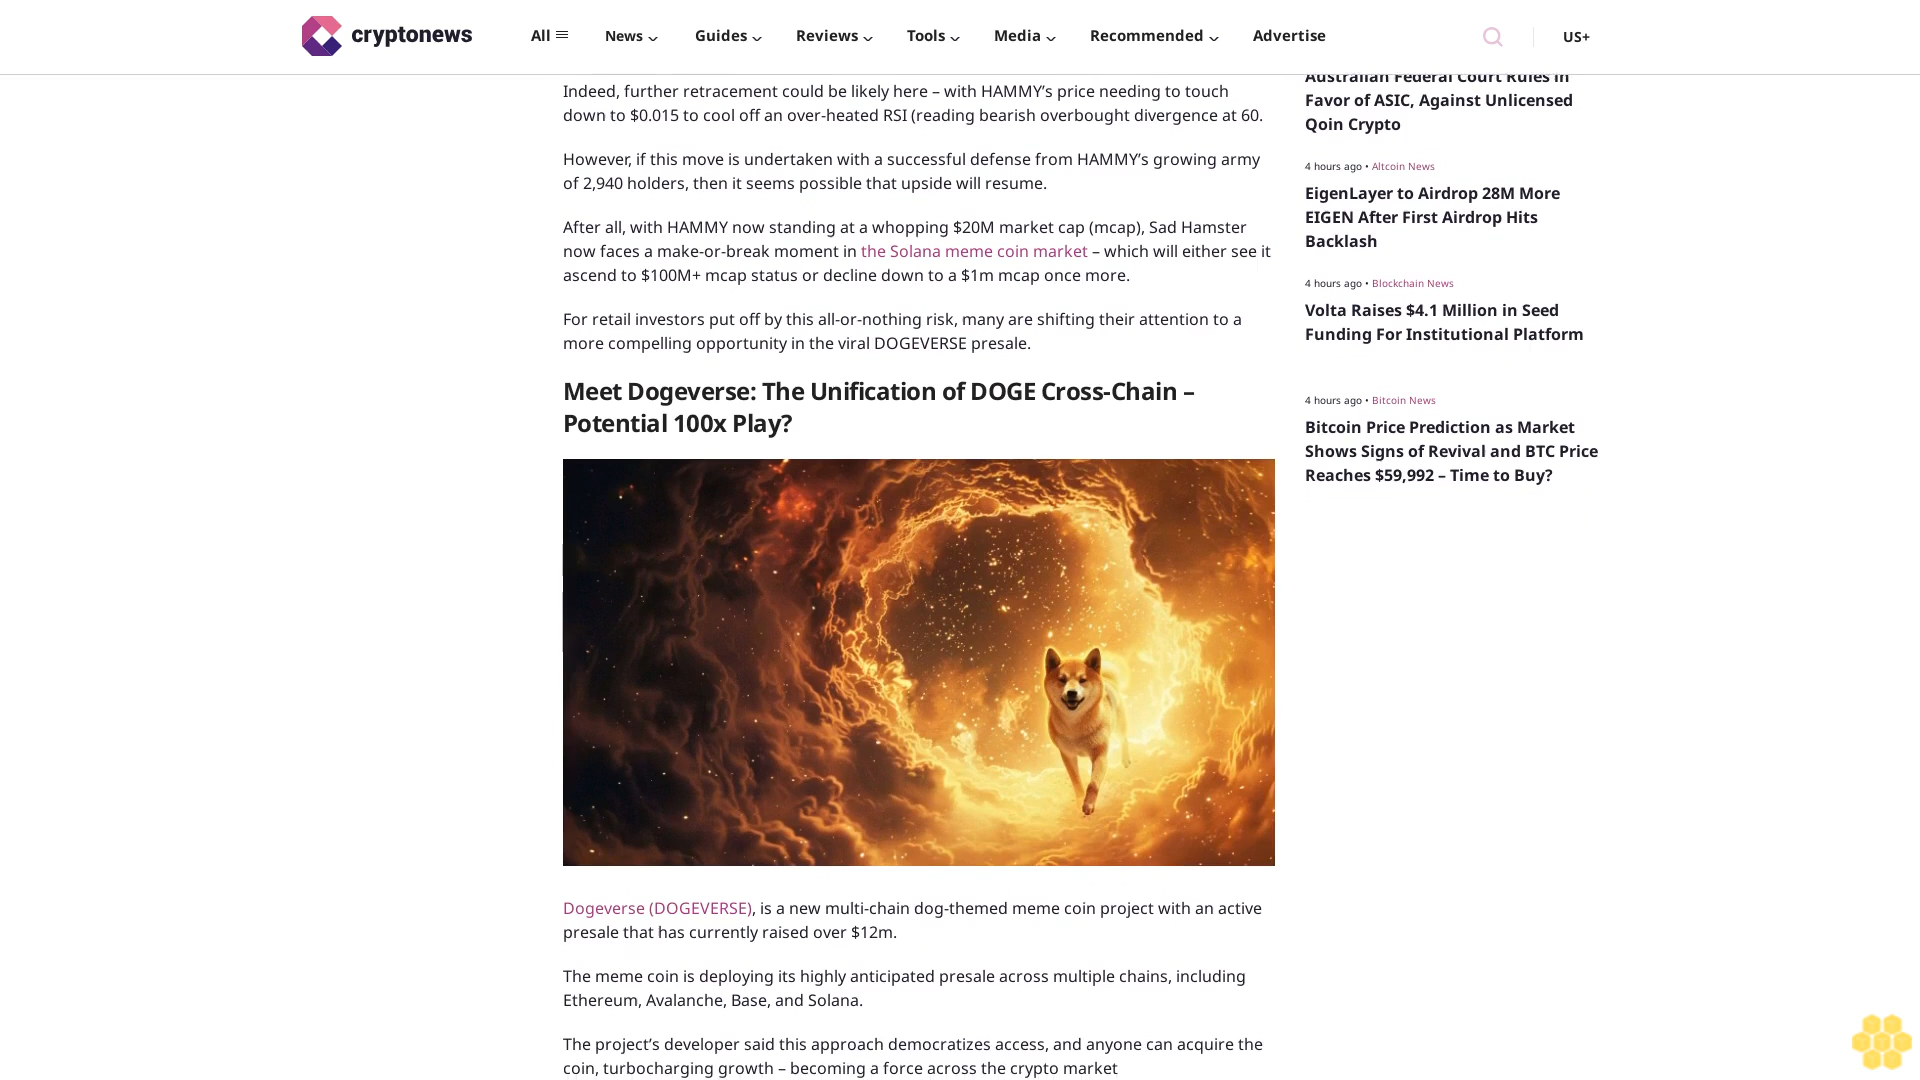 cryptonews
All
News
Guides
Reviews
Tools
Media
Recommended
Advertise
US+
Indeed, further retracement could be likely here – with HAMMY’s price needing to touch
down to $0.015 to cool off an over-heated RSI (reading bearish overbought divergence at 60.
However, if this move is undertaken with a successful defense from HAMMY’s growing army
of 2,940 holders, then it seems possible that upside will resume.
After all, with HAMMY now standing at a whopping $20M market cap (mcap), Sad Hamster
now faces a make-or-break moment in the Solana meme coin market – which will either see it
ascend to $100M+ mcap status or decline down to a $1m mcap once more.
For retail investors put off by this all-or-nothing risk, many are shifting their attention to a
more compelling opportunity in the viral DOGEVERSE presale.
Meet Dogeverse: The Unification of DOGE Cross-Chain –
Potential 100x Play?
Dogeverse (DOGEVERSE), is a new multi-chain dog-themed meme coin project with an active
presale that has currently raised over $12m.
The meme coin is deploying its highly anticipated presale across multiple chains, including
Ethereum, Avalanche, Base, and Solana.
The project’s developer said this approach democratizes access, and anyone can acquire the
coin, turbocharging growth – becoming a force across the crypto market
Australian Federal Court Rules in
Favor of ASIC, Against Unlicensed
Qoin Crypto
4 hours ago • Altcoin News
EigenLayer to Airdrop 28M More
EIGEN After First Airdrop Hits
Backlash
4 hours ago • Blockchain News
Volta Raises $4.1 Million in Seed
Funding For Institutional Platform
4 hours ago • Bitcoin News
Bitcoin Price Prediction as Market
Shows Signs of Revival and BTC Price
Reaches $59,992 – Time to Buy?